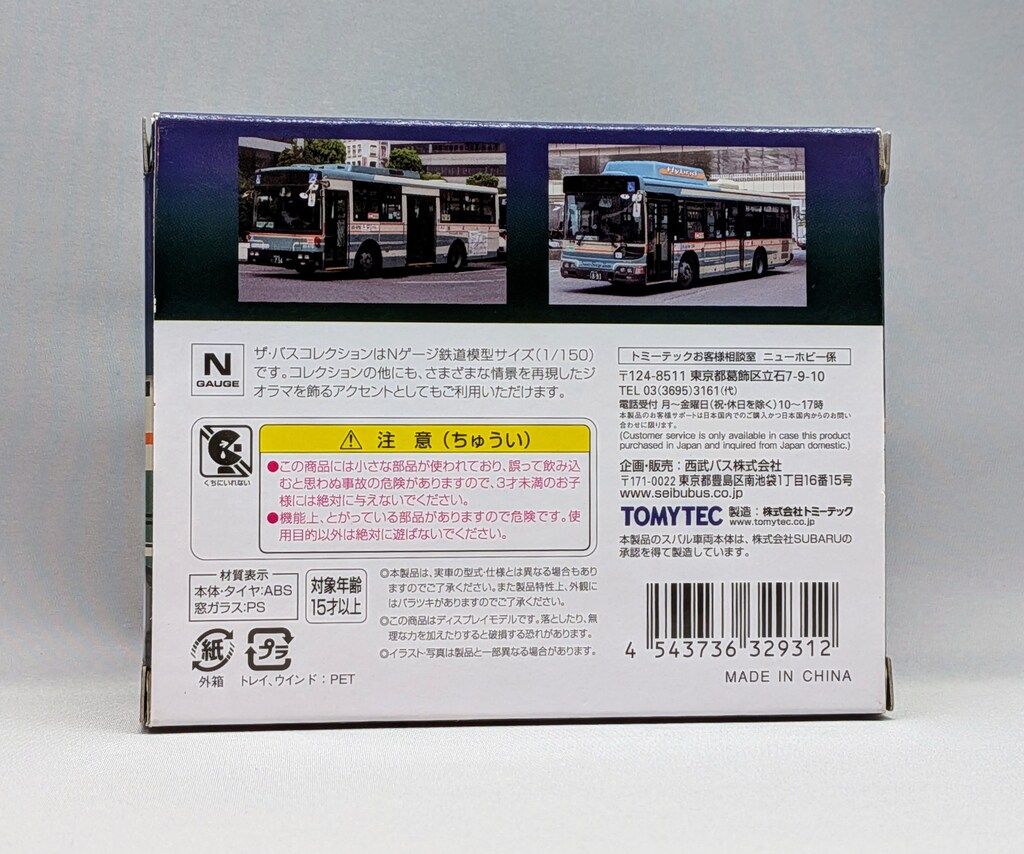 Hybrid
N
GAUGE
ザ・バスコレクションはNゲージ鉄道模型サイズ(1/150)
です。コレクションの他にも、さまざまな情景を再現したジ
オラマを飾るアクセントとしてもご利用いただけます。
くちにいれない
注 意(ちゅうい)
●この商品には小さな部品が使われており、誤って飲み込
むと思わぬ事故の危険がありますので、3才未満のお子
様には絶対に与えないでください。
●機能上、とがっている部品がありますので危険です。使
用目的以外は絶対に遊ばないでください。
材質表示
本体・タイヤ:ABS
窓ガラス:PS
対象年齢
15才以上
紙
外箱
プラ
トレイ、ウインド:PET
◎本製品は、実車の型式・仕様とは異なる場合もあり
ますのでご了承ください。また製品特性上、外観に
はバラツキがありますのでご了承ください。
◎この商品はディスプレイモデルです。落としたり、無
理な力を加えたりすると破損する恐れがあります。
◎イラスト・写真は製品と一部異なる場合があります。
トミーテックお客様相談室 ニューホビー係
〒124-8511 東京都葛飾区立石7-9-10
TEL 03(3695)3161(代)
電話受付 月~金曜日(祝・休日を除く)10~17時
本製品のお客様サポートは日本国内でのご購入かつ日本国内からのお問い
合わせに限ります。
(Customer service is only available in case this product
purchased in Japan and inquired from Japan domestic.)
企画・販売:西武バス株式会社
〒171-0022 東京都豊島区南池袋1丁目16番15号
www.seibubus.co.jp
TOMYTEC 製造:株式会社トミーテック
www.tomytec.co.jp
本製品のスバル車両本体は、株式会社SUBARUの
承認を得て製造しています。
4 543736 329312
MADE IN CHINA